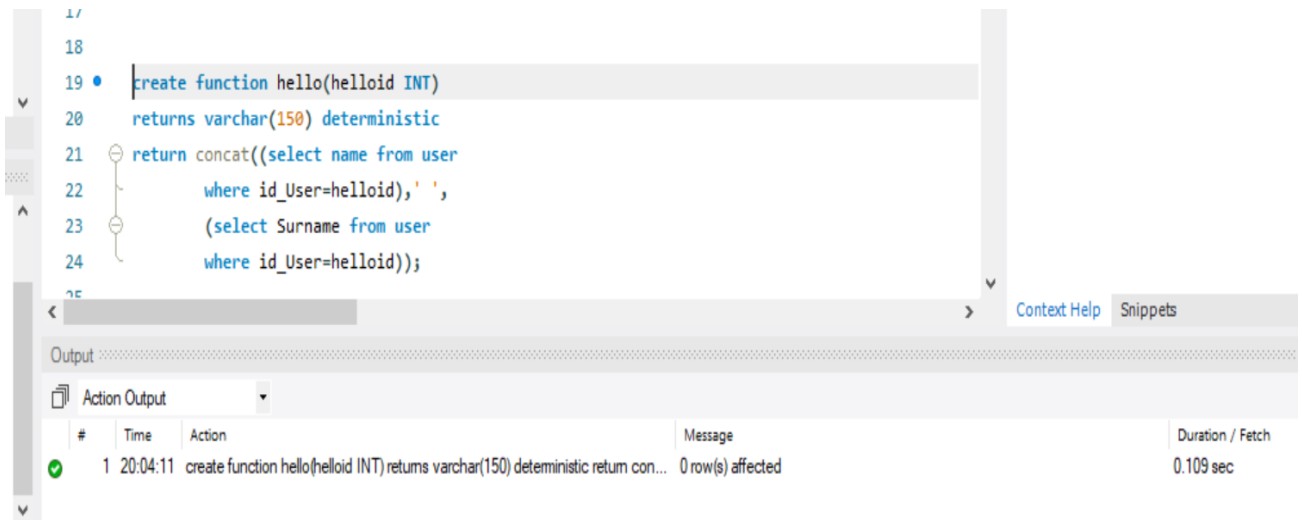 17
18
19 create function hello(helloid INT)
20 returns varchar(150) deterministic
21 return concat((select name from user
22 where id_User=helloid),' ',
23 (select Surname from user
24 where id_User=helloid));
25
Context Help Snippets
Output
Action Output
# Time Action Message Duration / Fetch
1 20:04:11 create function hello(helloid INT) returns varchar(150) deterministic return con... 0 row(s) affected 0.109 sec